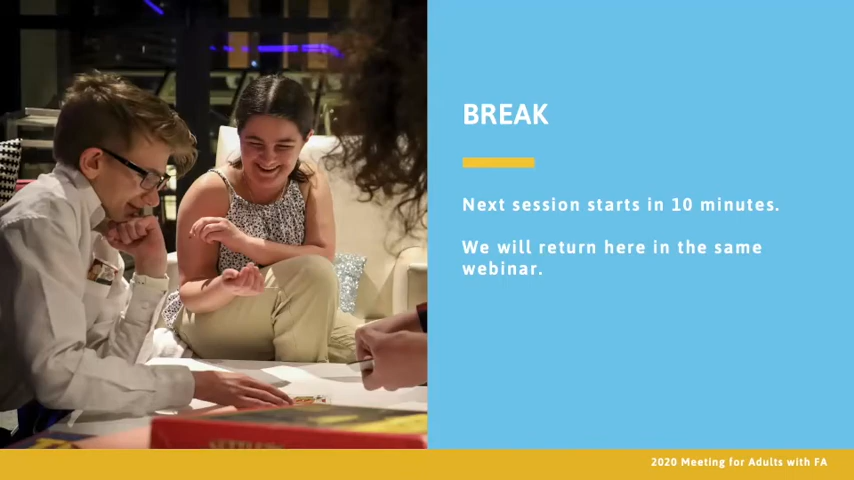 BREAK
Next session starts in 10 minutes.
We will return here in the same
webinar.
2020 Meeting for Adults with FA